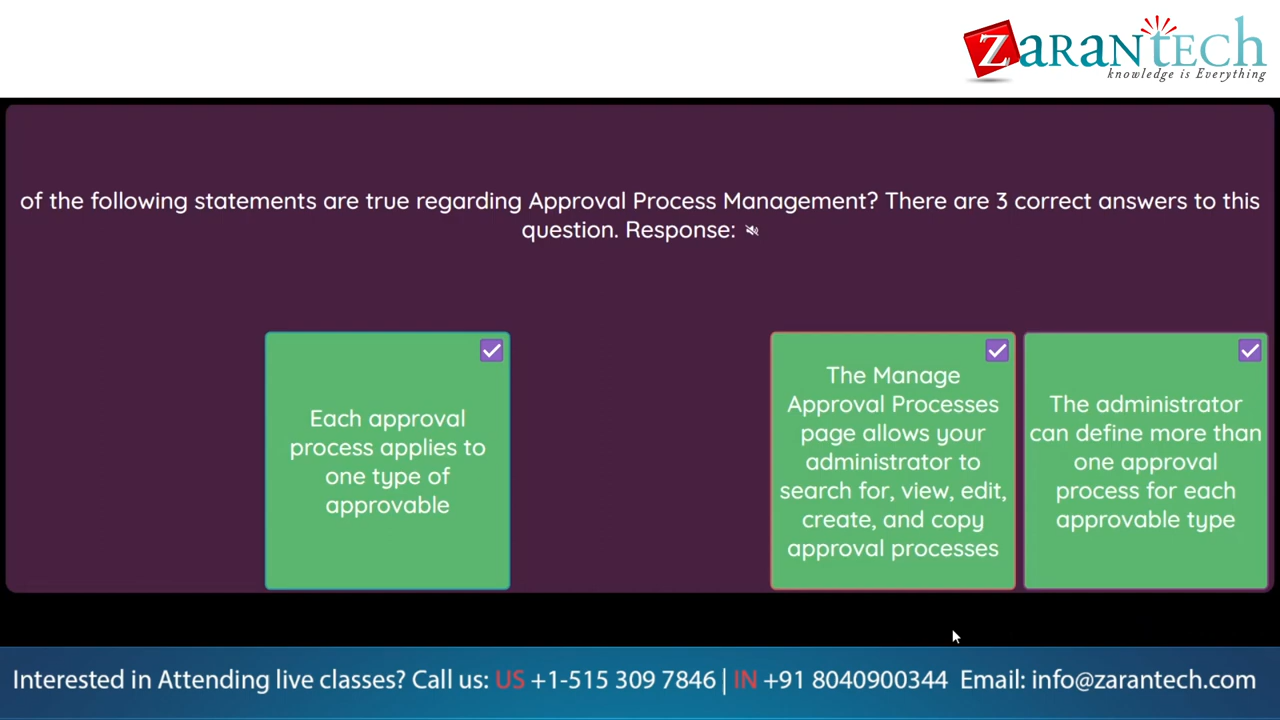 ZARANTECH
knowledge is Everything
of the following statements are true regarding Approval Process Management? There are 3 correct answers to this
question. Response:
Each approval
process applies to
one type of
approvable
The Manage
Approval Processes
page allows your
administrator to
search for, view, edit,
create, and copy
approval processes
The administrator
can define more than
one approval
process for each
approvable type
Interested in Attending live classes? Call us: US +1-515 309 7846 | IN +91 8040900344 Email: info@zarantech.com